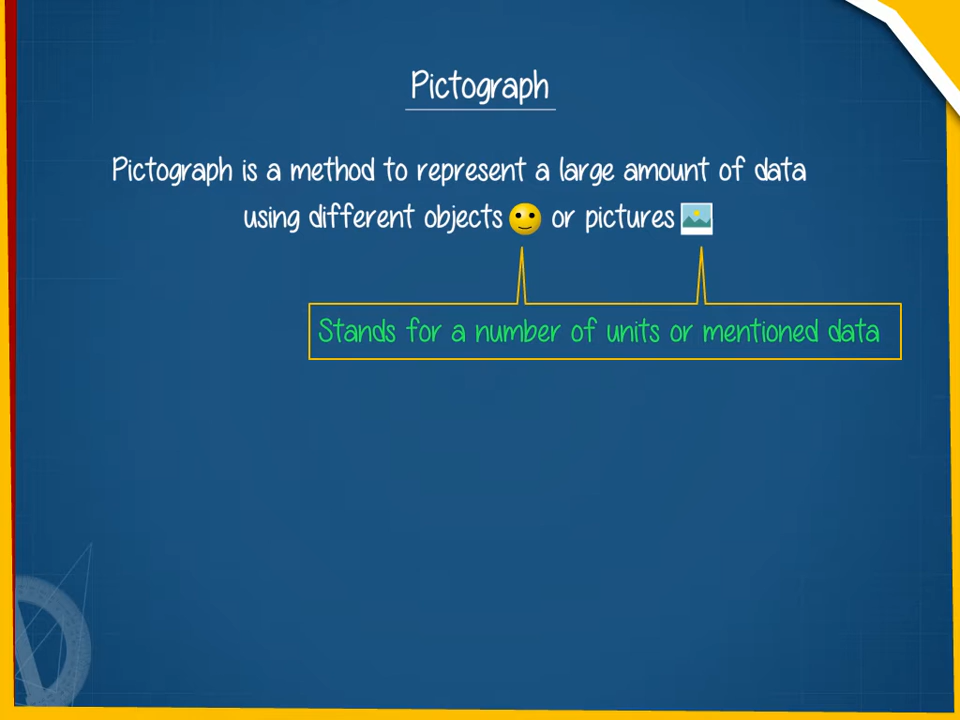 Pictograph
Pictograph is a method to represent a large amount of data
using different objects 🙂 or pictures 🖼️
Stands for a number of units or mentioned data